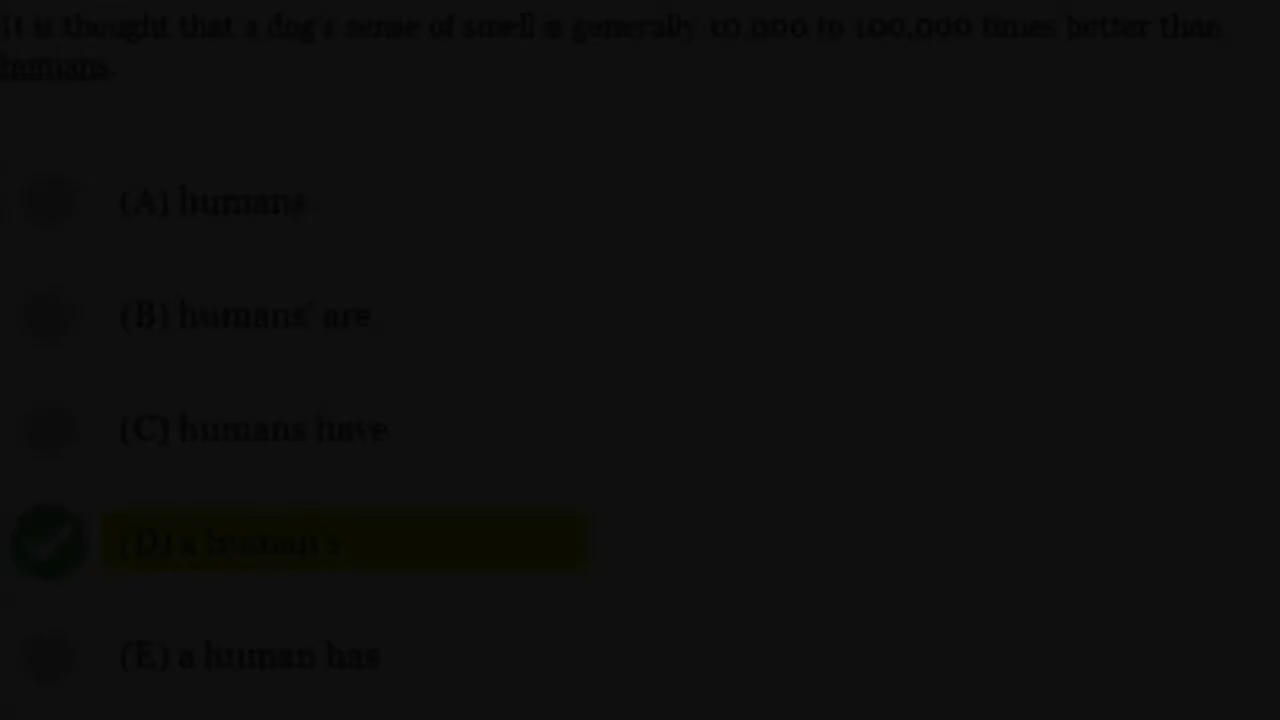 It is thought that a dog's sense of smell is generally 10,000 to 100,000 times better than
humans.
(A) humans
(B) humans' are
(C) humans have
(D) a human's
(E) a human has